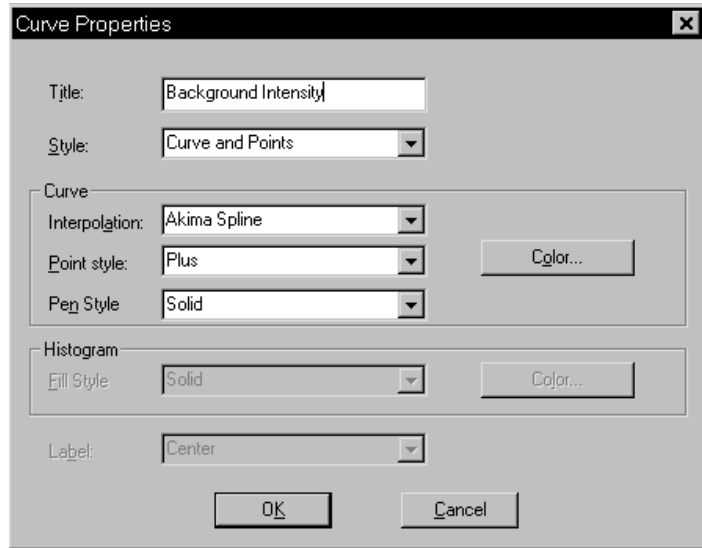 Curve Properties
Title: Background Intensity
Style: Curve and Points
Curve
Interpolation: Akima Spline
Point style: Plus
Color...
Pen Style Solid
Histogram
Fill Style Solid Color...
Label: Center
OK Cancel